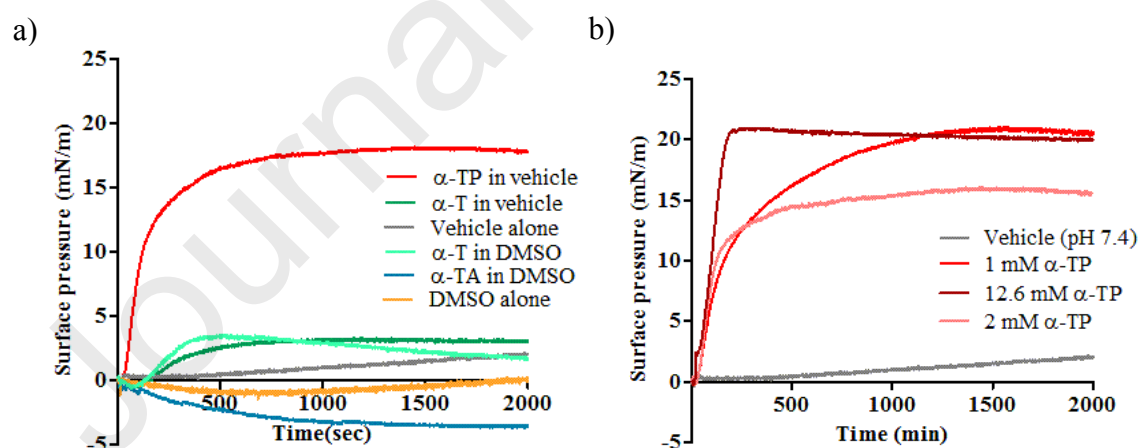 a)
25
20
15
10
5
0
-5
Surface pressure (mN/m)
500
1000
1500
2000
Time(sec)
α-TP in vehicle
α-T in vehicle
Vehicle alone
α-T in DMSO
α-TA in DMSO
DMSO alone
b)
25
20
15
10
5
0
-5
Surface pressure (mN/m)
500
1000
1500
2000
Time (min)
Vehicle (pH 7.4)
1 mM α-TP
12.6 mM α-TP
2 mM α-TP
Journal